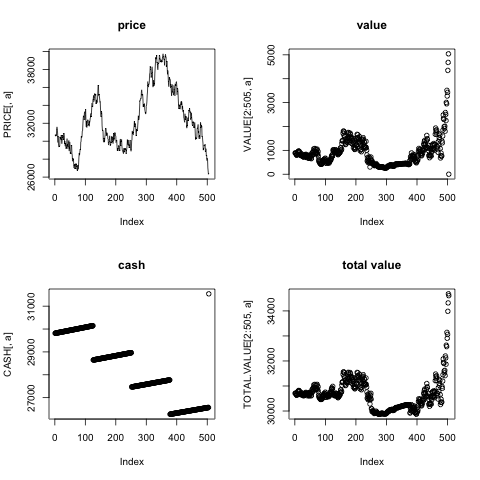 price
PRICE[, a]
26000 32000 38000
0 100 200 300 400 500
Index
value
VALUE[2:505, a]
0 1000 3000 5000
0 100 200 300 400 500
Index
cash
CASH[, a]
27000 29000 31000
0 100 200 300 400 500
Index
total value
TOTAL.VALUE[2:505, a]
30000 32000 34000
0 100 200 300 400 500
Index